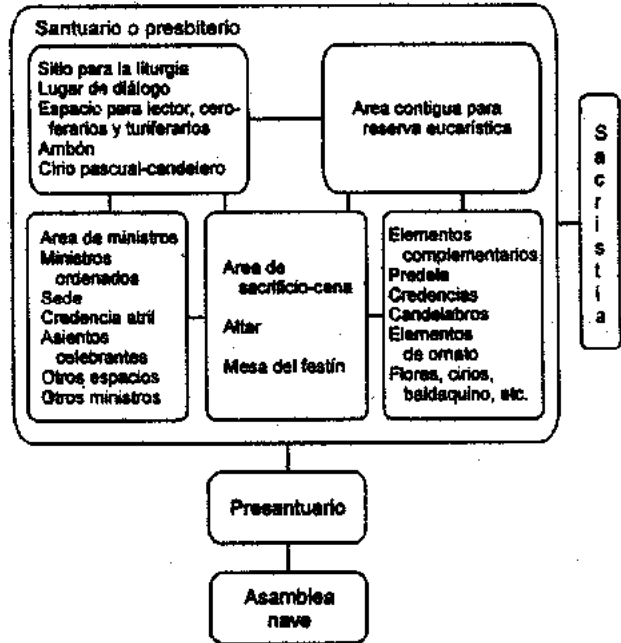 Santuario o presbiterio
Sitio para la liturgia
Lugar de diálogo
Espacio para lector, cero-
ferarios y turiferarios
Ambón
Cirio pascual-candelero
Area contigua para
reserva eucarística
Area de ministros
Ministros
ordenados
Sede
Credencia atril
Asientos
celebrantes
Otros espacios
Otros ministros
Area de
sacrificio-cena
Altar
Mesa del festín
Elementos
complementarios
Predela
Credencias
Candelabros
Elementos
de ornato
Flores, cirios,
baldaquino, etc.
Sacristía
Presantuario
Asamblea
nave